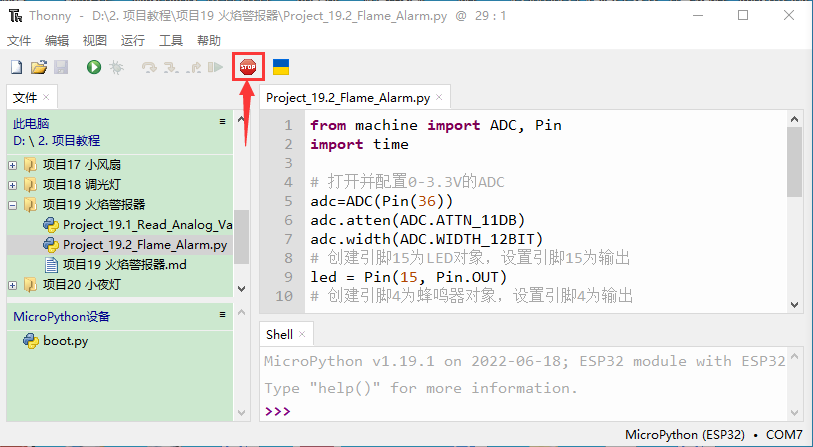 Thonny - D:\2. 项目教程\项目19 火焰警报器\Project_19.2_Flame_Alarm.py @ 29 : 1
文件 编辑 视图 运行 工具 帮助
STOP
文件 ×
此电脑
D: \ 2. 项目教程
项目17 小风扇
项目18 调光灯
项目19 火焰警报器
Project_19.1_Read_Analog_Va
Project_19.2_Flame_Alarm.py
项目19 火焰警报器.md
项目20 小夜灯
MicroPython设备
boot.py
Project_19.2_Flame_Alarm.py ×
1 from machine import ADC, Pin
2 import time
3
4 # 打开并配置0-3.3V的ADC
5 adc=ADC(Pin(36))
6 adc.atten(ADC.ATTN_11DB)
7 adc.width(ADC.WIDTH_12BIT)
8 # 创建引脚15为LED对象，设置引脚15为输出
9 led = Pin(15, Pin.OUT)
10 # 创建引脚4为蜂鸣器对象，设置引脚4为输出
Shell ×
MicroPython v1.19.1 on 2022-06-18; ESP32 module with ESP32
Type "help()" for more information.
>>>
MicroPython (ESP32) • COM7